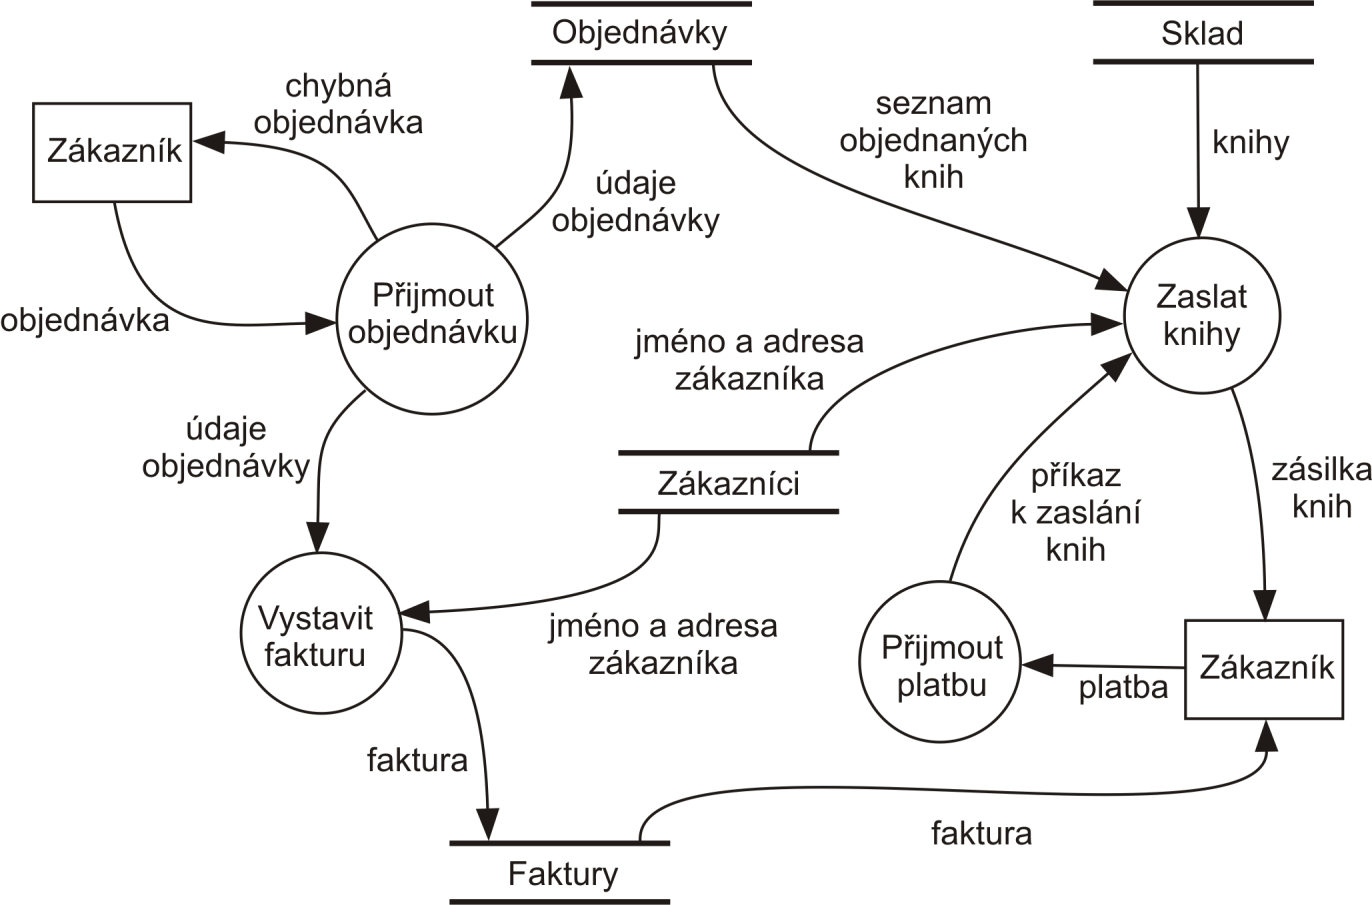 Objednávky
Sklad
chybná
objednávka
Zákazník
seznam
objednaných
knih
knihy
údaje
objednávky
Přijmout
objednávku
Zaslat
knihy
objednávka
jméno a adresa
zákazníka
údaje
objednávky
Zákazníci
příkaz
k zaslání
knih
zásilka
knih
Vystavit
fakturu
jméno a adresa
zákazníka
Přijmout
platbu
platba
Zákazník
faktura
faktura
Faktury